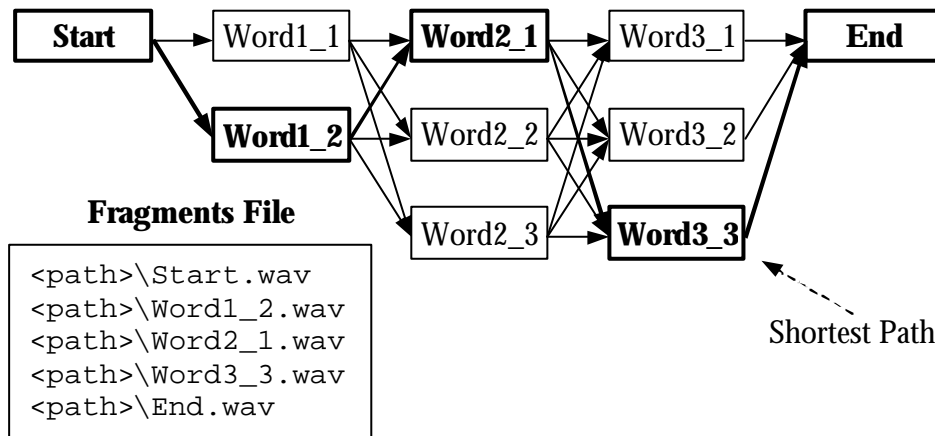 Start Word1_1 Word2_1 Word3_1 End
Word1_2 Word2_2 Word3_2
Fragments File
Word2_3 Word3_3
<path>\Start.wav
<path>\Word1_2.wav
<path>\Word2_1.wav
<path>\Word3_3.wav
<path>\End.wav
Shortest Path